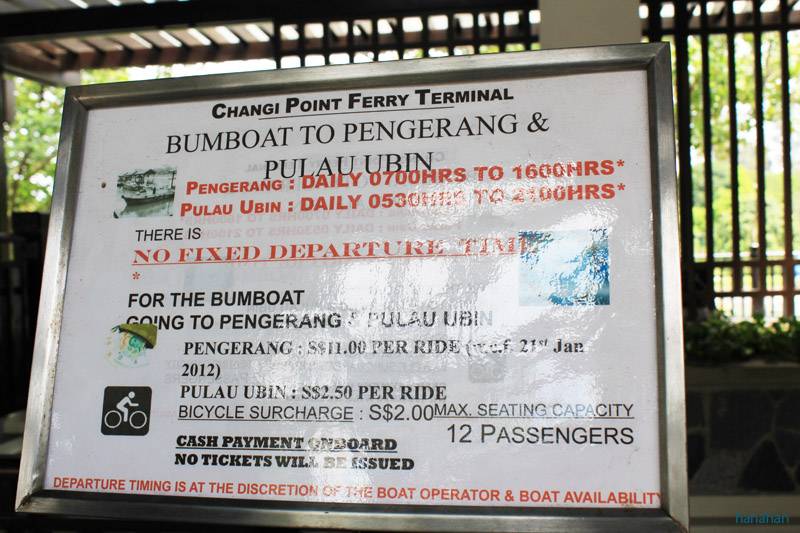 CHANGI POINT FERRY TERMINAL
BUMBOAT TO PENGERANG &
PULAU UBIN
PENGERANG : DAILY 0700HRS TO 1600HRS*
PULAU UBIN : DAILY 0530HRS TO 2100HRS*
THERE IS
NO FIXED DEPARTURE TIME
*
FOR THE BUMBOAT
GOING TO PENGERANG & PULAU UBIN
PENGERANG : S$11.00 PER RIDE (w.e.f. 21st Jan
2012)
PULAU UBIN : S$2.50 PER RIDE
BICYCLE SURCHARGE : S$2.00
MAX. SEATING CAPACITY
12 PASSENGERS
CASH PAYMENT ONBOARD
NO TICKETS WILL BE ISSUED
DEPARTURE TIMING IS AT THE DISCRETION OF THE BOAT OPERATOR & BOAT AVAILABILITY
hanahah